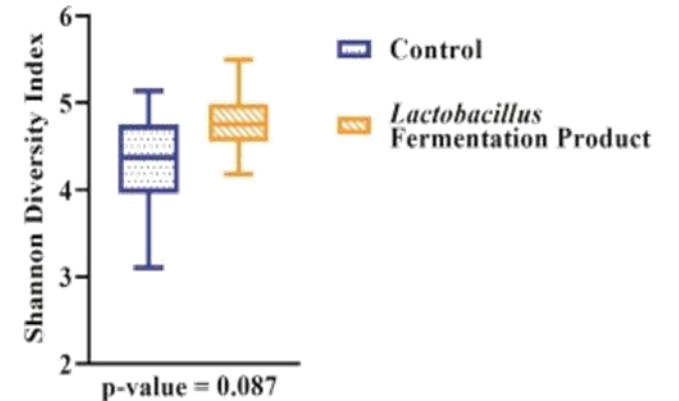 Shannon Diversity Index
6
5
4
3
2
p-value = 0.087
Control
Lactobacillus
Fermentation Product